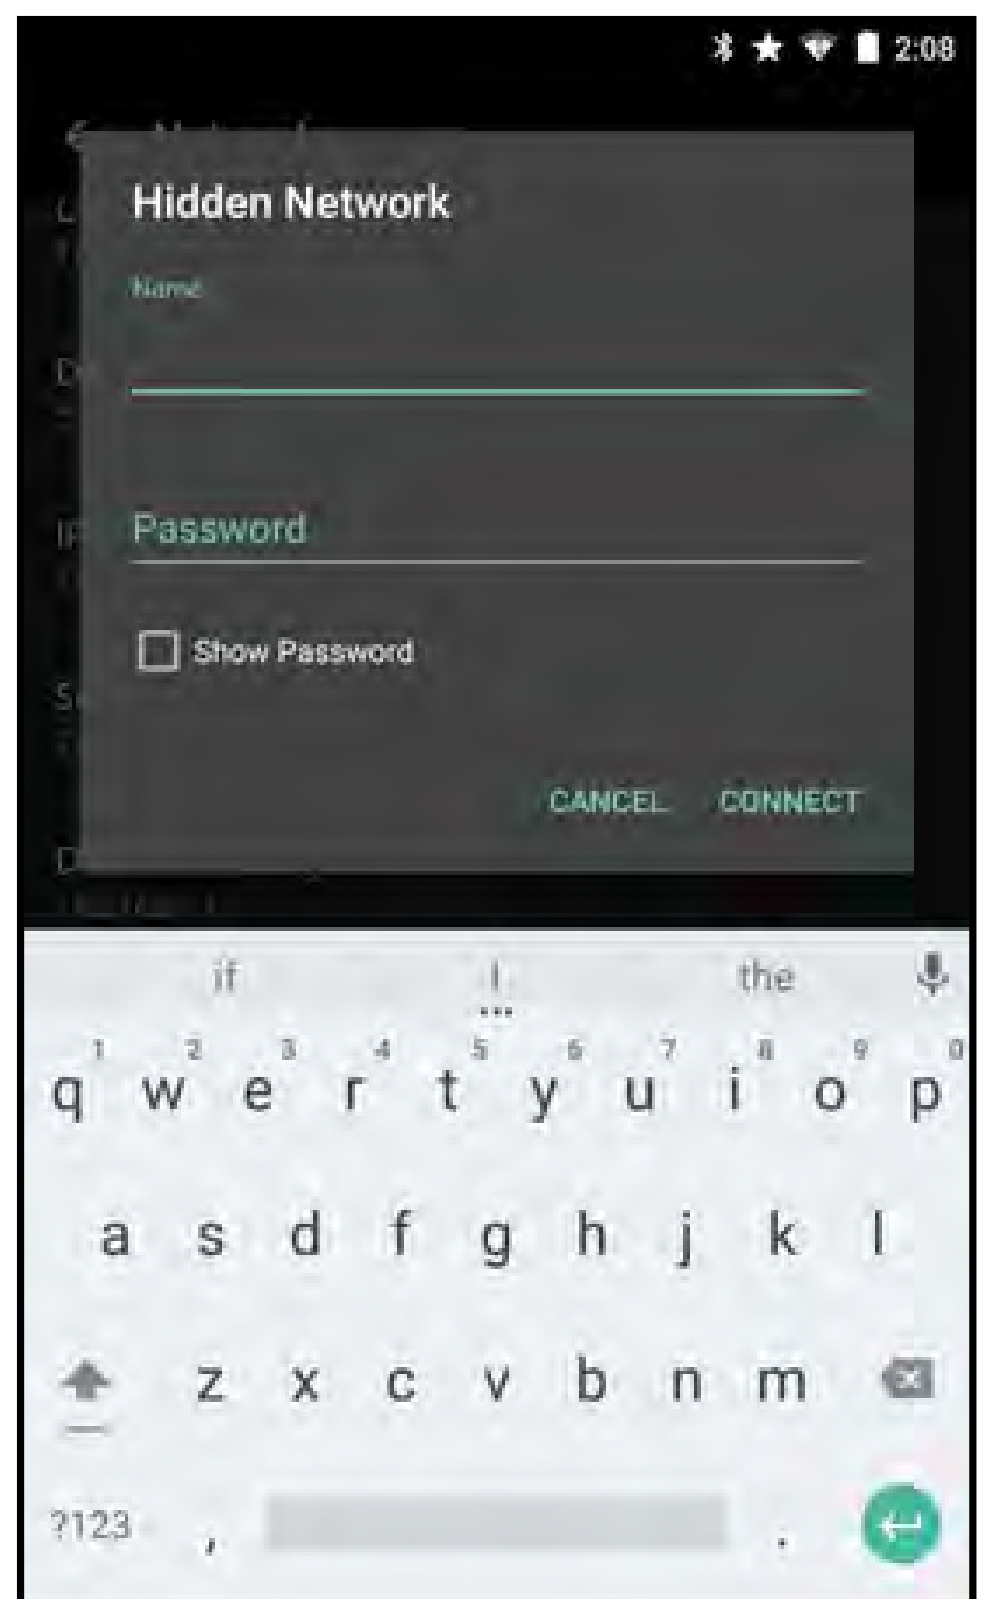 2:08
Hidden Network
Name
Password
Show Password
CANCEL CONNECT
if I the
...
1 2 3 4 5 6 7 8 9 0
q w e r t y u i o p
a s d f g h j k l
z x c v b n m
?123 , .